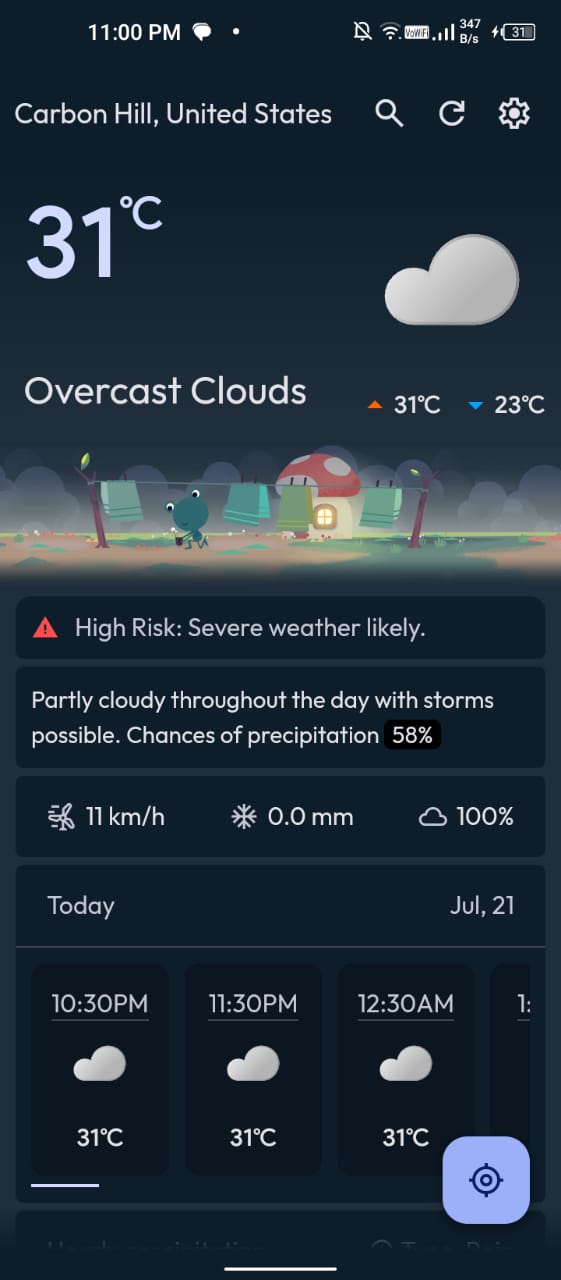 11:00 PM
VoWiFi
347
B/s
31
Carbon Hill, United States
31°C
Overcast Clouds
31°C
23°C
High Risk: Severe weather likely.
Partly cloudy throughout the day with storms
possible. Chances of precipitation 58%
11 km/h
0.0 mm
100%
Today
Jul, 21
10:30PM
11:30PM
12:30AM
1:
31°C
31°C
31°C